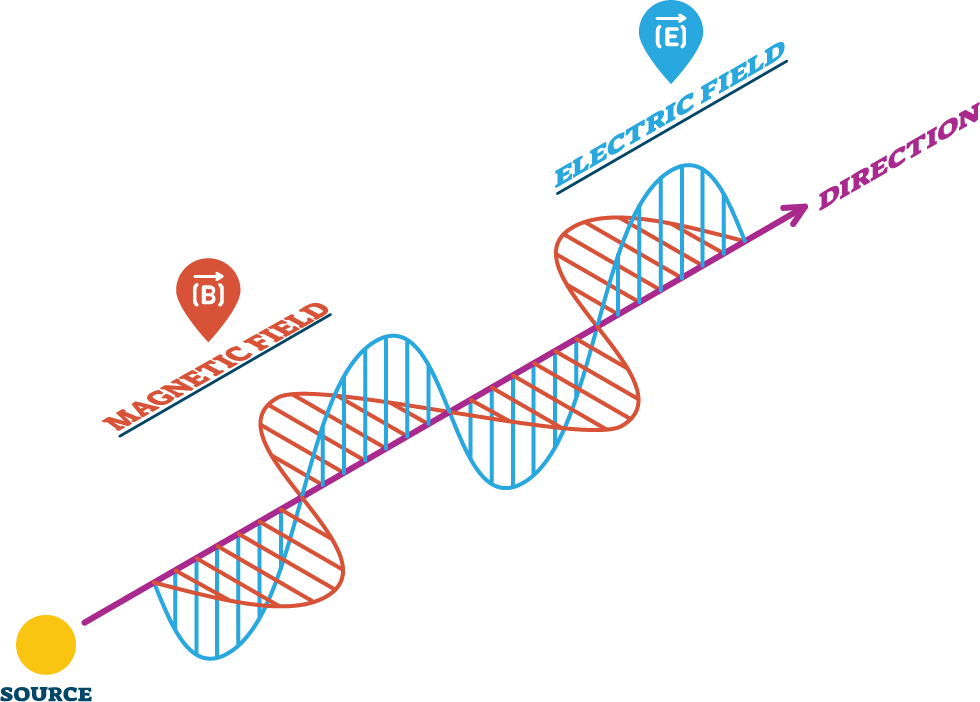 (E)
ELECTRIC FIELD
DIRECTION
(B)
MAGNETIC FIELD
SOURCE